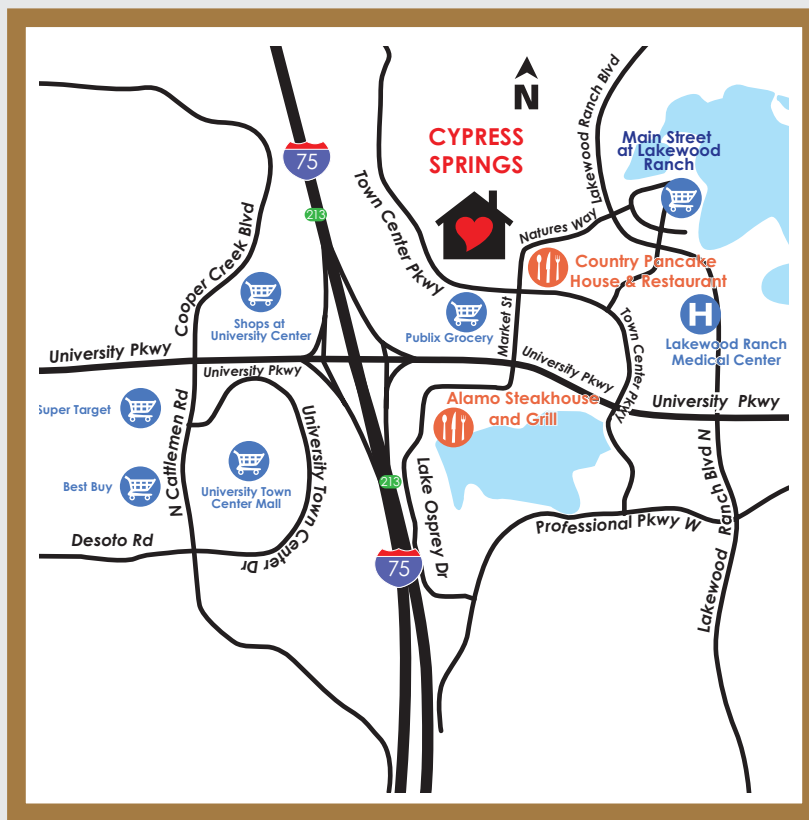 N
Lakewood Ranch Blvd
CYPRESS
SPRINGS
Main Street
at Lakewood
Ranch
75
213
Town Center Pkwy
Natures Way
Cooper Creek Blvd
Country Pancake
House & Restaurant
Shops at
University Center
Publix Grocery
Market St
Town Center Pkwy
H
Lakewood Ranch
Medical Center
University Pkwy
University Pkwy
University Pkwy
University Pkwy
Super Target
N Cattlemen Rd
Alamo Steakhouse
and Grill
University Town Center Dr
Best Buy
University Town
Center Mall
213
Lake Osprey Dr
Professional Pkwy W
Desoto Rd
75
Lakewood Ranch Blvd N